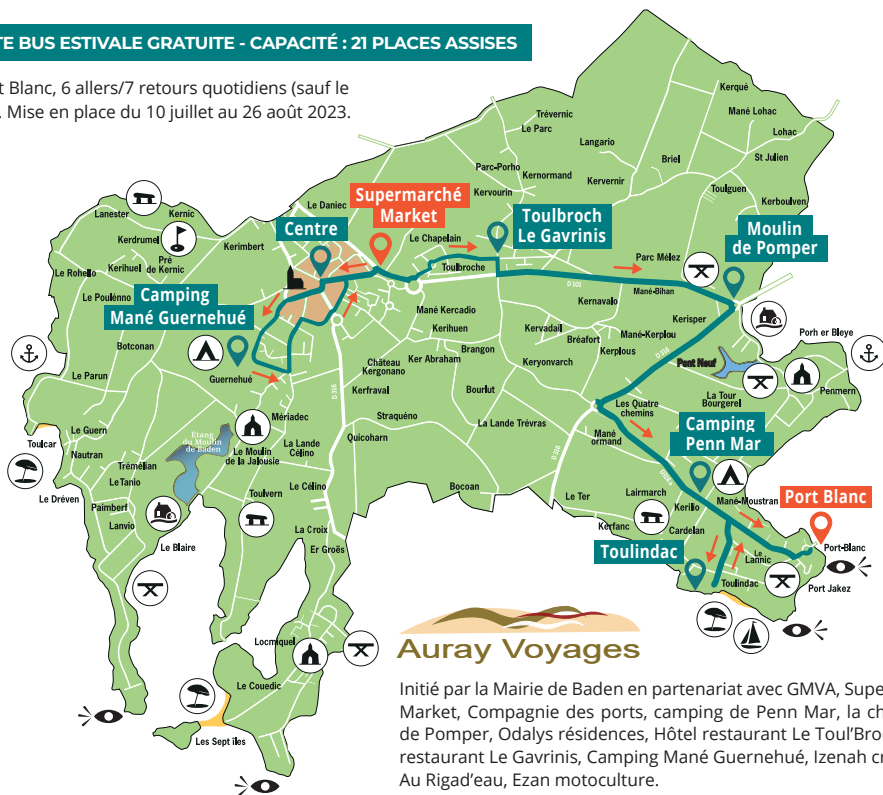 TE BUS ESTIVALE GRATUITE - CAPACITÉ : 21 PLACES ASSISES
t Blanc, 6 allers/7 retours quotidiens (sauf le
. Mise en place du 10 juillet au 26 août 2023.
Kerqué
Mané Lohac
Lohac
St Julien
Trévernic
Le Parc
Langario
Briel
Parc-Porho
Kernormand
Kervernir
Toulguen
Kervourin
Kerboulven
Lanester
Kernic
Kerdrumel
Pré
de Kernic
Kerihuel
Le Rohello
Kerimbert
Le Daniec
Centre
Supermarché
Market
Le Chapelain
Toulbroche
Toulbroch
Le Gavrinis
Parc Mélez
Moulin
de Pomper
Le Poulénno
Camping
Mané Guernehué
D 101
Mané-Bihan
Mané Kercadio
Kernavalo
Kerisper
Botconan
Kerihuen
Kervadail
Mané-Kerplou
Bréafort
Kerplous
D 316
Porh er Bleye
Pont Neuf
Le Parun
Guernehué
Château
Kergonano
Ker Abraham
Brangon
Keryonvarch
D 316
Kerfraval
Bourlut
La Tour
Bourgerel
Penmern
Mériadec
Straquéno
La Lande Trévras
Les Quatre
chemins
Camping
Penn Mar
Toulcar
Le Guern
Etang
du Moulin
de Baden
Le Moulin
de la Jalousie
La Lande
Célino
Quicoharn
Mané
ormand
Nautran
Trémélian
D 316
Le Tanio
Toulvern
Le Célino
Bocoan
Le Dréven
Paimberf
Lanvio
Le Ter
Lairmarch
Kerilio
Mané-Moustran
Port Blanc
Kerfanc
Cardelan
La Croix
Er Groës
Le Blaire
Toulindac
Le
Lannic
Port-Blanc
Toulindac
Port Jakez
Locmiquel
Le Couedic
Les Sept îles
Auray Voyages
Initié par la Mairie de Baden en partenariat avec GMVA, Supe
Market, Compagnie des ports, camping de Penn Mar, la ch
de Pomper, Odalys résidences, Hôtel restaurant Le Toul'Bro
restaurant Le Gavrinis, Camping Mané Guernehué, Izenah cr
Au Rigad'eau, Ezan motoculture.